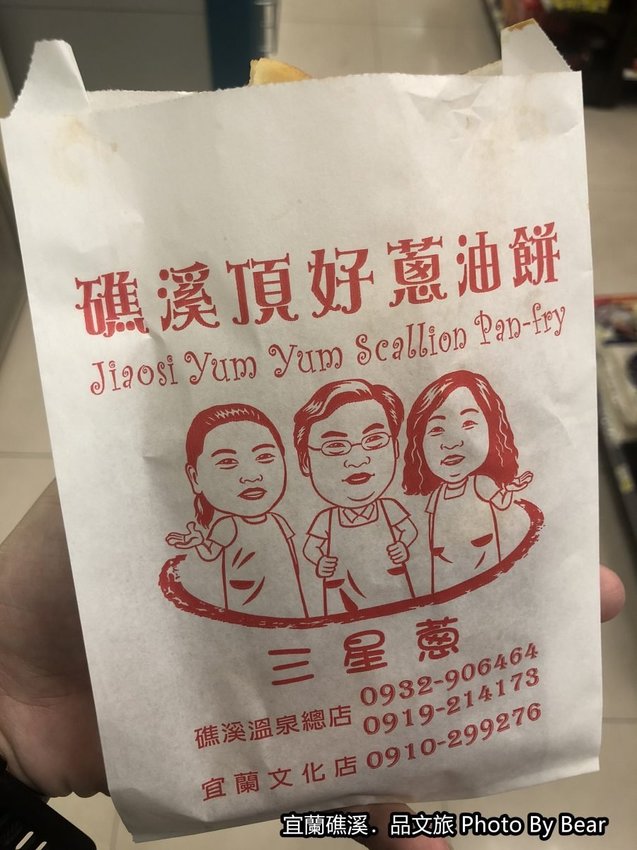 礁溪頂好蔥油餅
Jiaosi Yum Yum Scallion Pan-fry
三星蔥
礁溪溫泉總店 0932-906464
0919-214173
宜蘭文化店 0910-299276
宜蘭礁溪．品文旅 Photo By Bear